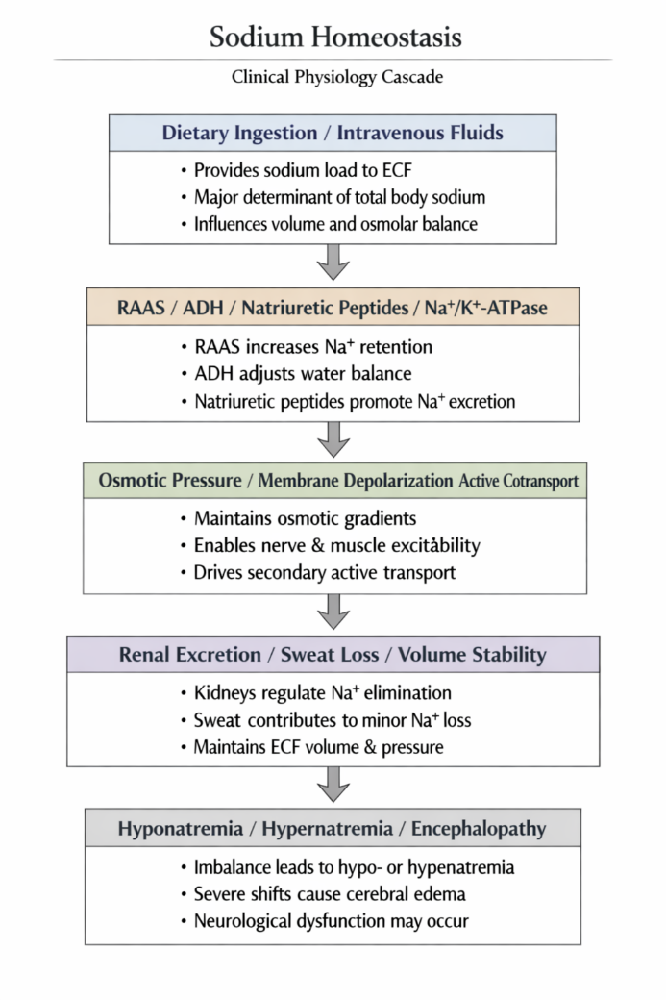 Sodium Homeostasis
Clinical Physiology Cascade
Dietary Ingestion / Intravenous Fluids
• Provides sodium load to ECF
• Major determinant of total body sodium
• Influences volume and osmolar balance
RAAS / ADH / Natriuretic Peptides / Na⁺/K⁺-ATPase
• RAAS increases Na⁺ retention
• ADH adjusts water balance
• Natriuretic peptides promote Na⁺ excretion
Osmotic Pressure / Membrane Depolarization Active Cotransport
• Maintains osmotic gradients
• Enables nerve & muscle excitability
• Drives secondary active transport
Renal Excretion / Sweat Loss / Volume Stability
• Kidneys regulate Na⁺ elimination
• Sweat contributes to minor Na⁺ loss
• Maintains ECF volume & pressure
Hyponatremia / Hypernatremia / Encephalopathy
• Imbalance leads to hypo- or hypenatremia
• Severe shifts cause cerebral edema
• Neurological dysfunction may occur